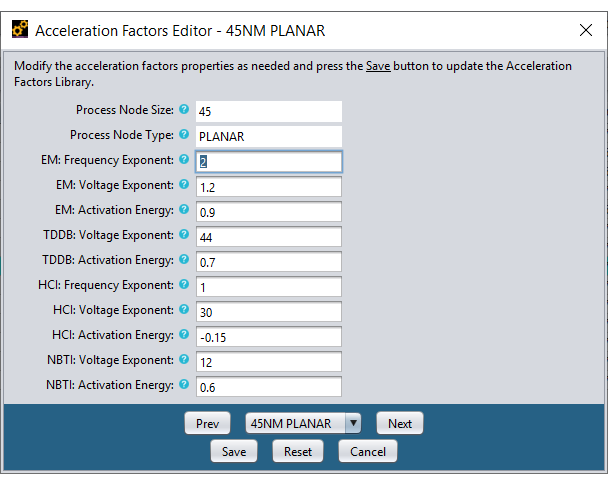 Acceleration Factors Editor - 45NM PLANAR
Modify the acceleration factors properties as needed and press the Save button to update the Acceleration
Factors Library.
Process Node Size: ? 45
Process Node Type: ? PLANAR
EM: Frequency Exponent: ? 2
EM: Voltage Exponent: ? 1.2
EM: Activation Energy: ? 0.9
TDDB: Voltage Exponent: ? 44
TDDB: Activation Energy: ? 0.7
HCI: Frequency Exponent: ? 1
HCI: Voltage Exponent: ? 30
HCI: Activation Energy: ? -0.15
NBTI: Voltage Exponent: ? 12
NBTI: Activation Energy: ? 0.6
Prev 45NM PLANAR Next
Save Reset Cancel